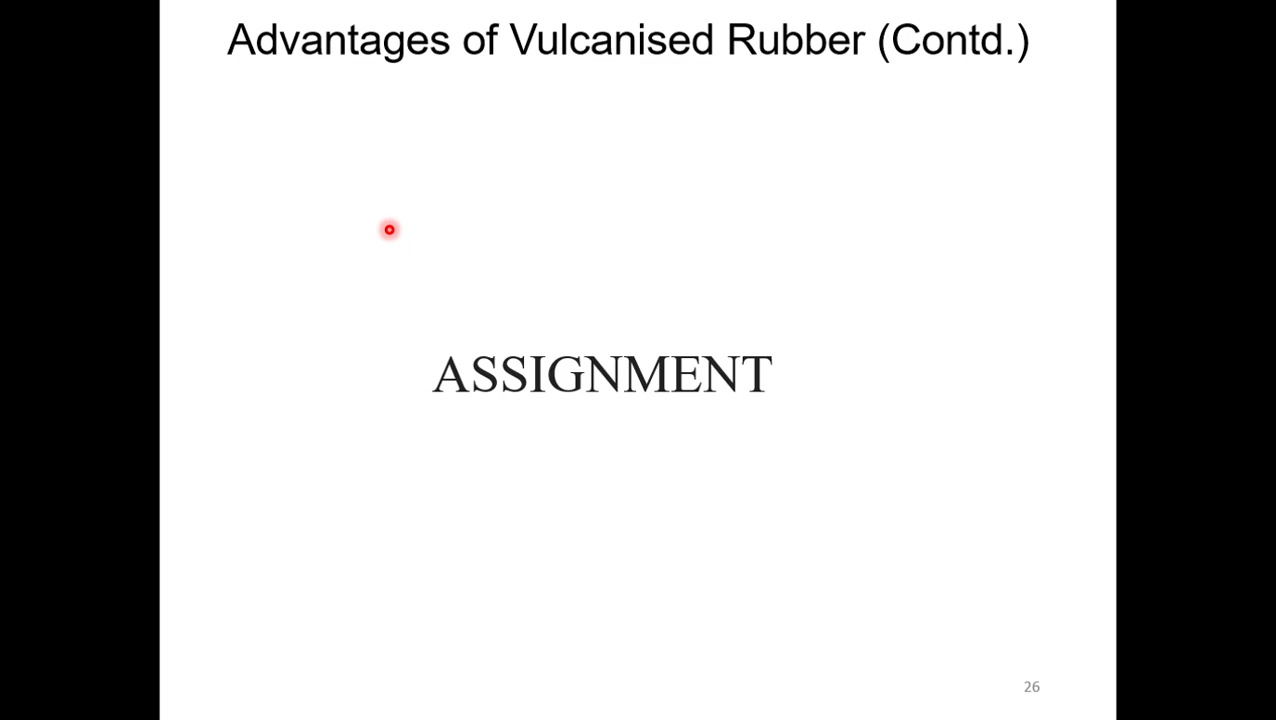 Advantages of Vulcanised Rubber (Contd.)
ASSIGNMENT
26